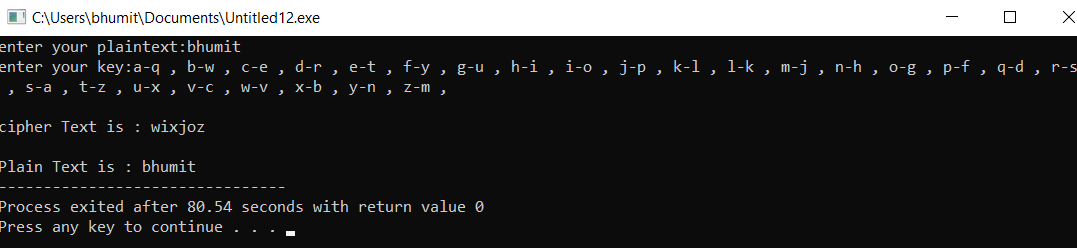 C:\Users\bhumit\Documents\Untitled12.exe
enter your plaintext:bhumit
enter your key:a-q , b-w , c-e , d-r , e-t , f-y , g-u , h-i , i-o , j-p , k-l , l-k , m-j , n-h , o-g , p-f , q-d , r-s
 , s-a , t-z , u-x , v-c , w-v , x-b , y-n , z-m ,
cipher Text is : wixjoz
Plain Text is : bhumit
--------------------------------
Process exited after 80.54 seconds with return value 0
Press any key to continue . . .